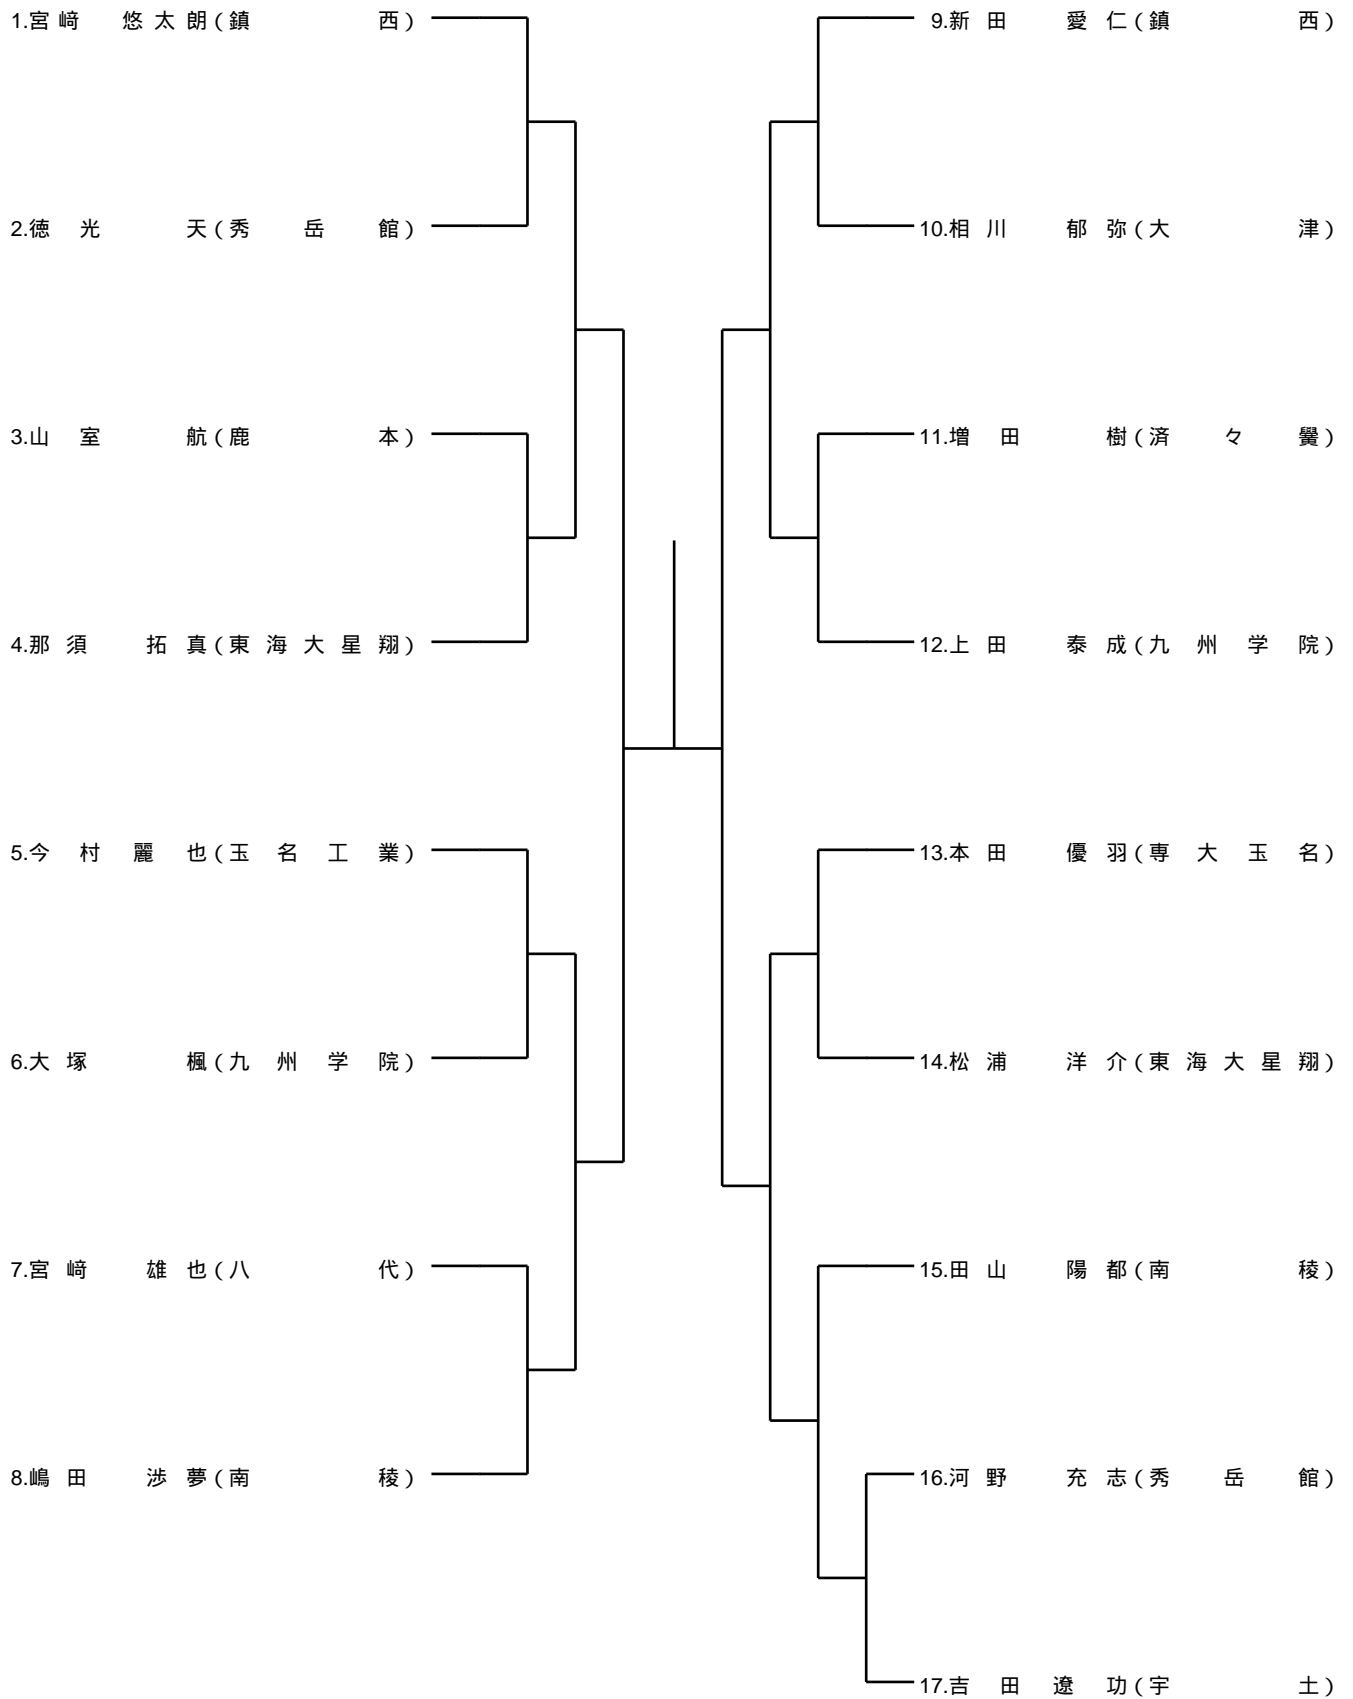 1.宮﨑 悠太朗(鎮西)
2.徳光 天(秀岳館)
3.山室 航(鹿本)
4.那須 拓真(東海大星翔)
5.今村麗也(玉名工業)
6.大塚 楓(九州学院)
7.宮﨑 雄也(八代)
8.嶋田 渉夢(南稜)
9.新田 愛仁(鎮西)
10.相川 郁弥(大津)
11.増田 樹(済々黌)
12.上田 泰成(九州学院)
13.本田 優羽(専大玉名)
14.松浦 洋介(東海大星翔)
15.田山 陽都(南稜)
16.河野 充志(秀岳館)
17.吉田遼功(宇土)